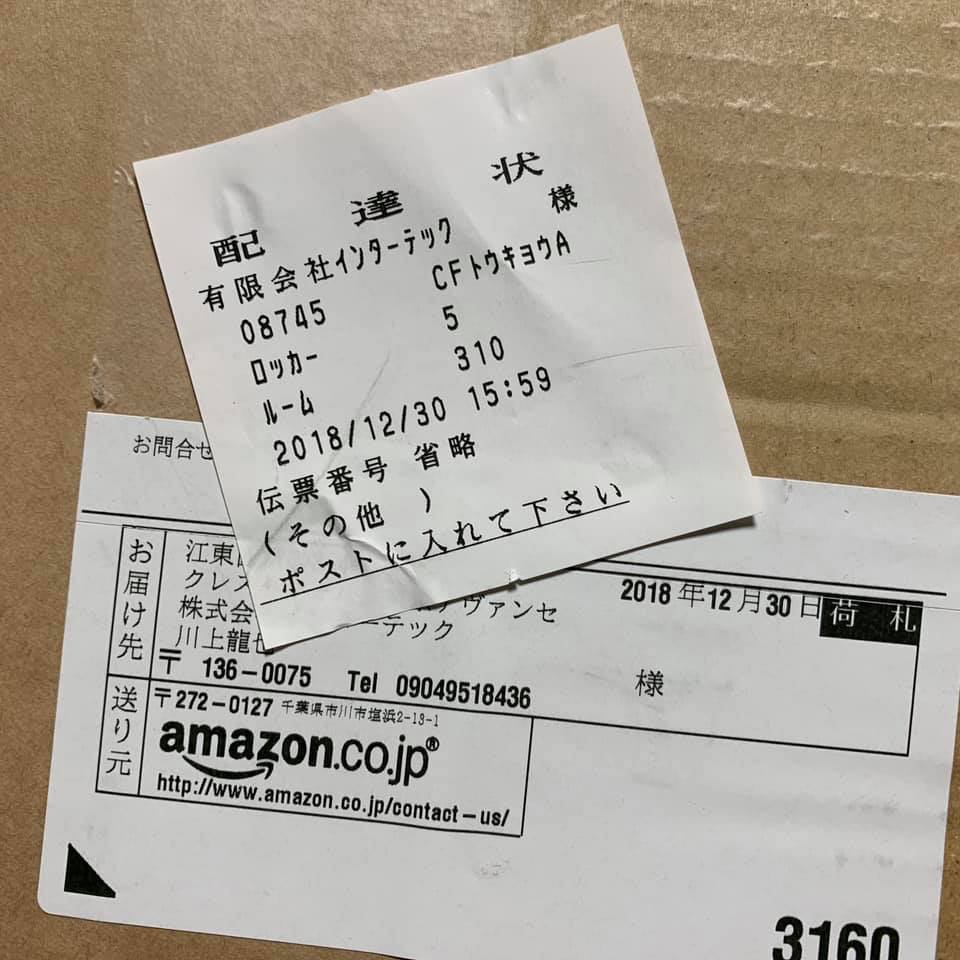 配達状
有限会社インターテック 様
08745 CFトウキョウA
ロッカー 5
ルーム 310
2018/12/30 15:59
伝票番号 省略
(その他 )
ポストに入れて下さい
お問合せ
2018年12月30日 荷札
お届け先
江東
クレス
ヴァンセ
株式会 ーテック
川上龍也
様
〒 136-0075 Tel 09049518436
送り元
〒272-0127 千葉県市川市塩浜2-13-1
amazon.co.jp®
http://www.amazon.co.jp/contact-us/
3160